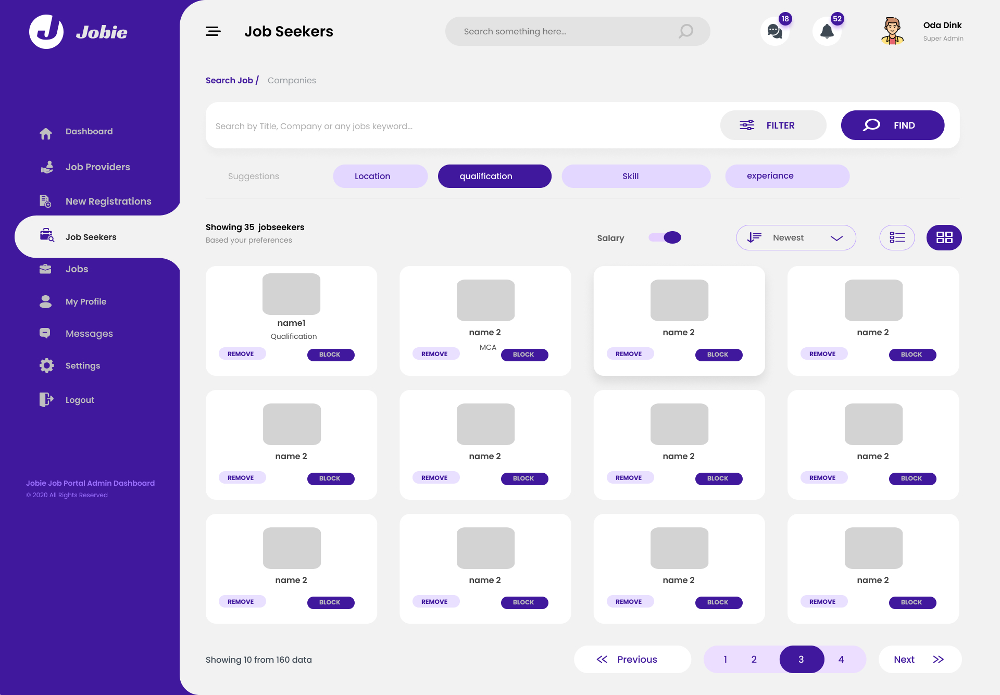 Jobie
Job Seekers
Search something here...
18
52
Oda Dink
Super Admin
Search Job / Companies
Dashboard
Job Providers
New Registrations
Job Seekers
Jobs
My Profile
Messages
Settings
Logout
Jobie Job Portal Admin Dashboard
© 2020 All Rights Reserved
Search by Title, Company or any jobs keyword...
FILTER
FIND
Suggestions
Location
qualification
Skill
experiance
Showing 35 jobseekers
Based your preferences
Salary
Newest
name1
Qualification
REMOVE
BLOCK
name 2
MCA
REMOVE
BLOCK
name 2
REMOVE
BLOCK
name 2
REMOVE
BLOCK
name 2
REMOVE
BLOCK
name 2
REMOVE
BLOCK
name 2
REMOVE
BLOCK
name 2
REMOVE
BLOCK
name 2
REMOVE
BLOCK
name 2
REMOVE
BLOCK
name 2
REMOVE
BLOCK
name 2
REMOVE
BLOCK
Showing 10 from 160 data
Previous
1 2 3 4
Next